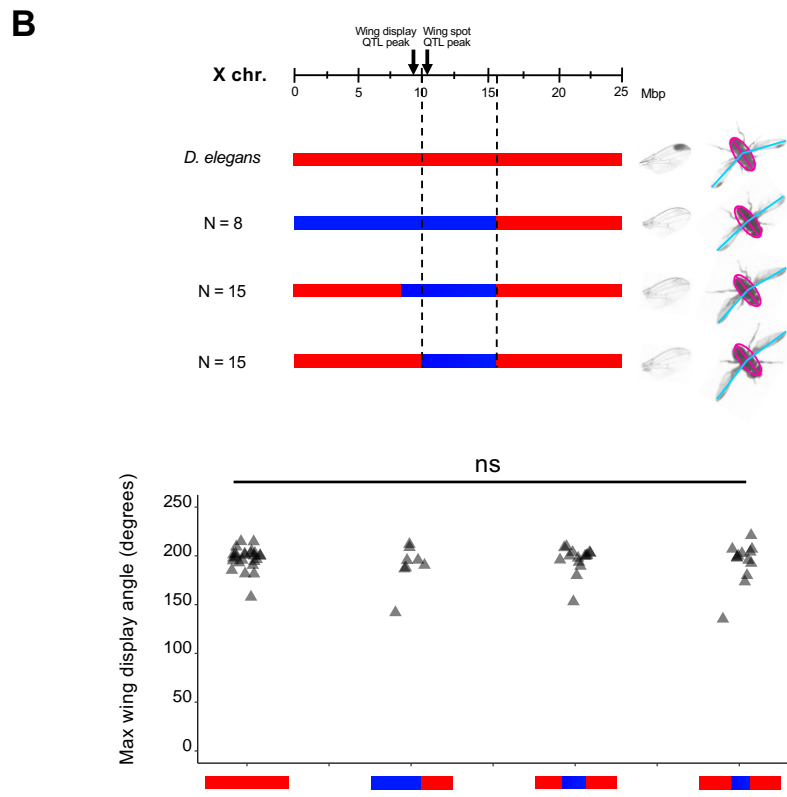 B
Wing display Wing spot
QTL peak QTL peak
X chr.
0 5 10 15 20 25 Mbp
D. elegans
N = 8
N = 15
N = 15
ns
Max wing display angle (degrees)
250
200
150
100
50
0